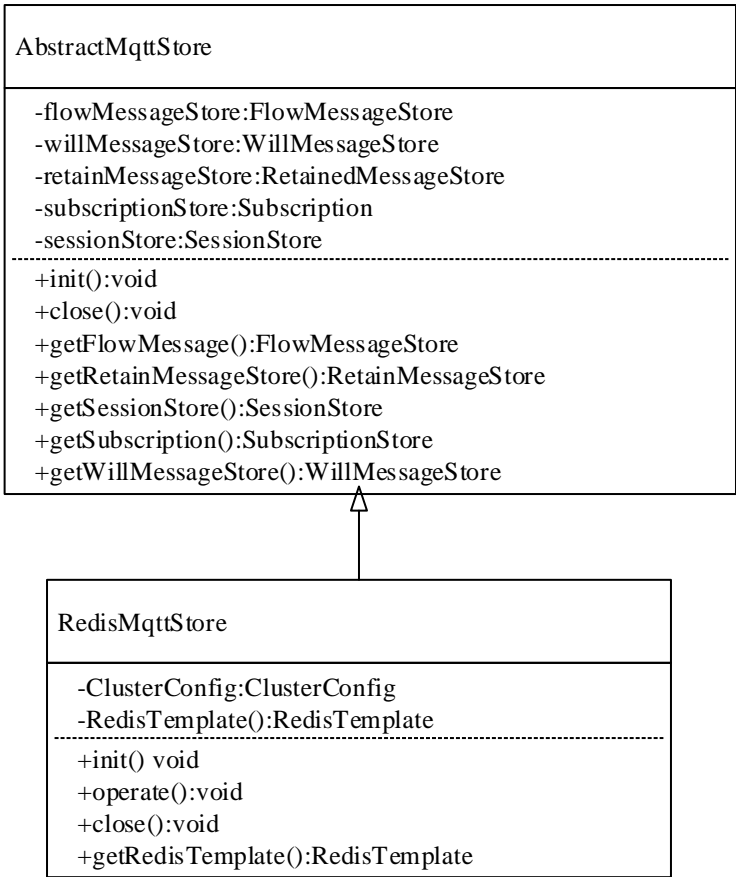 AbstractMqttStore
-flowMessageStore:FlowMessageStore
-willMessageStore:WillMessageStore
-retainMessageStore:RetainedMessageStore
-subscriptionStore:Subscription
-sessionStore:SessionStore
+init():void
+close():void
+getFlowMessage():FlowMessageStore
+getRetainMessageStore():RetainMessageStore
+getSessionStore():SessionStore
+getSubscription():SubscriptionStore
+getWillMessageStore():WillMessageStore
RedisMqttStore
-ClusterConfig:ClusterConfig
-RedisTemplate():RedisTemplate
+init() void
+operate():void
+close():void
+getRedisTemplate():RedisTemplate